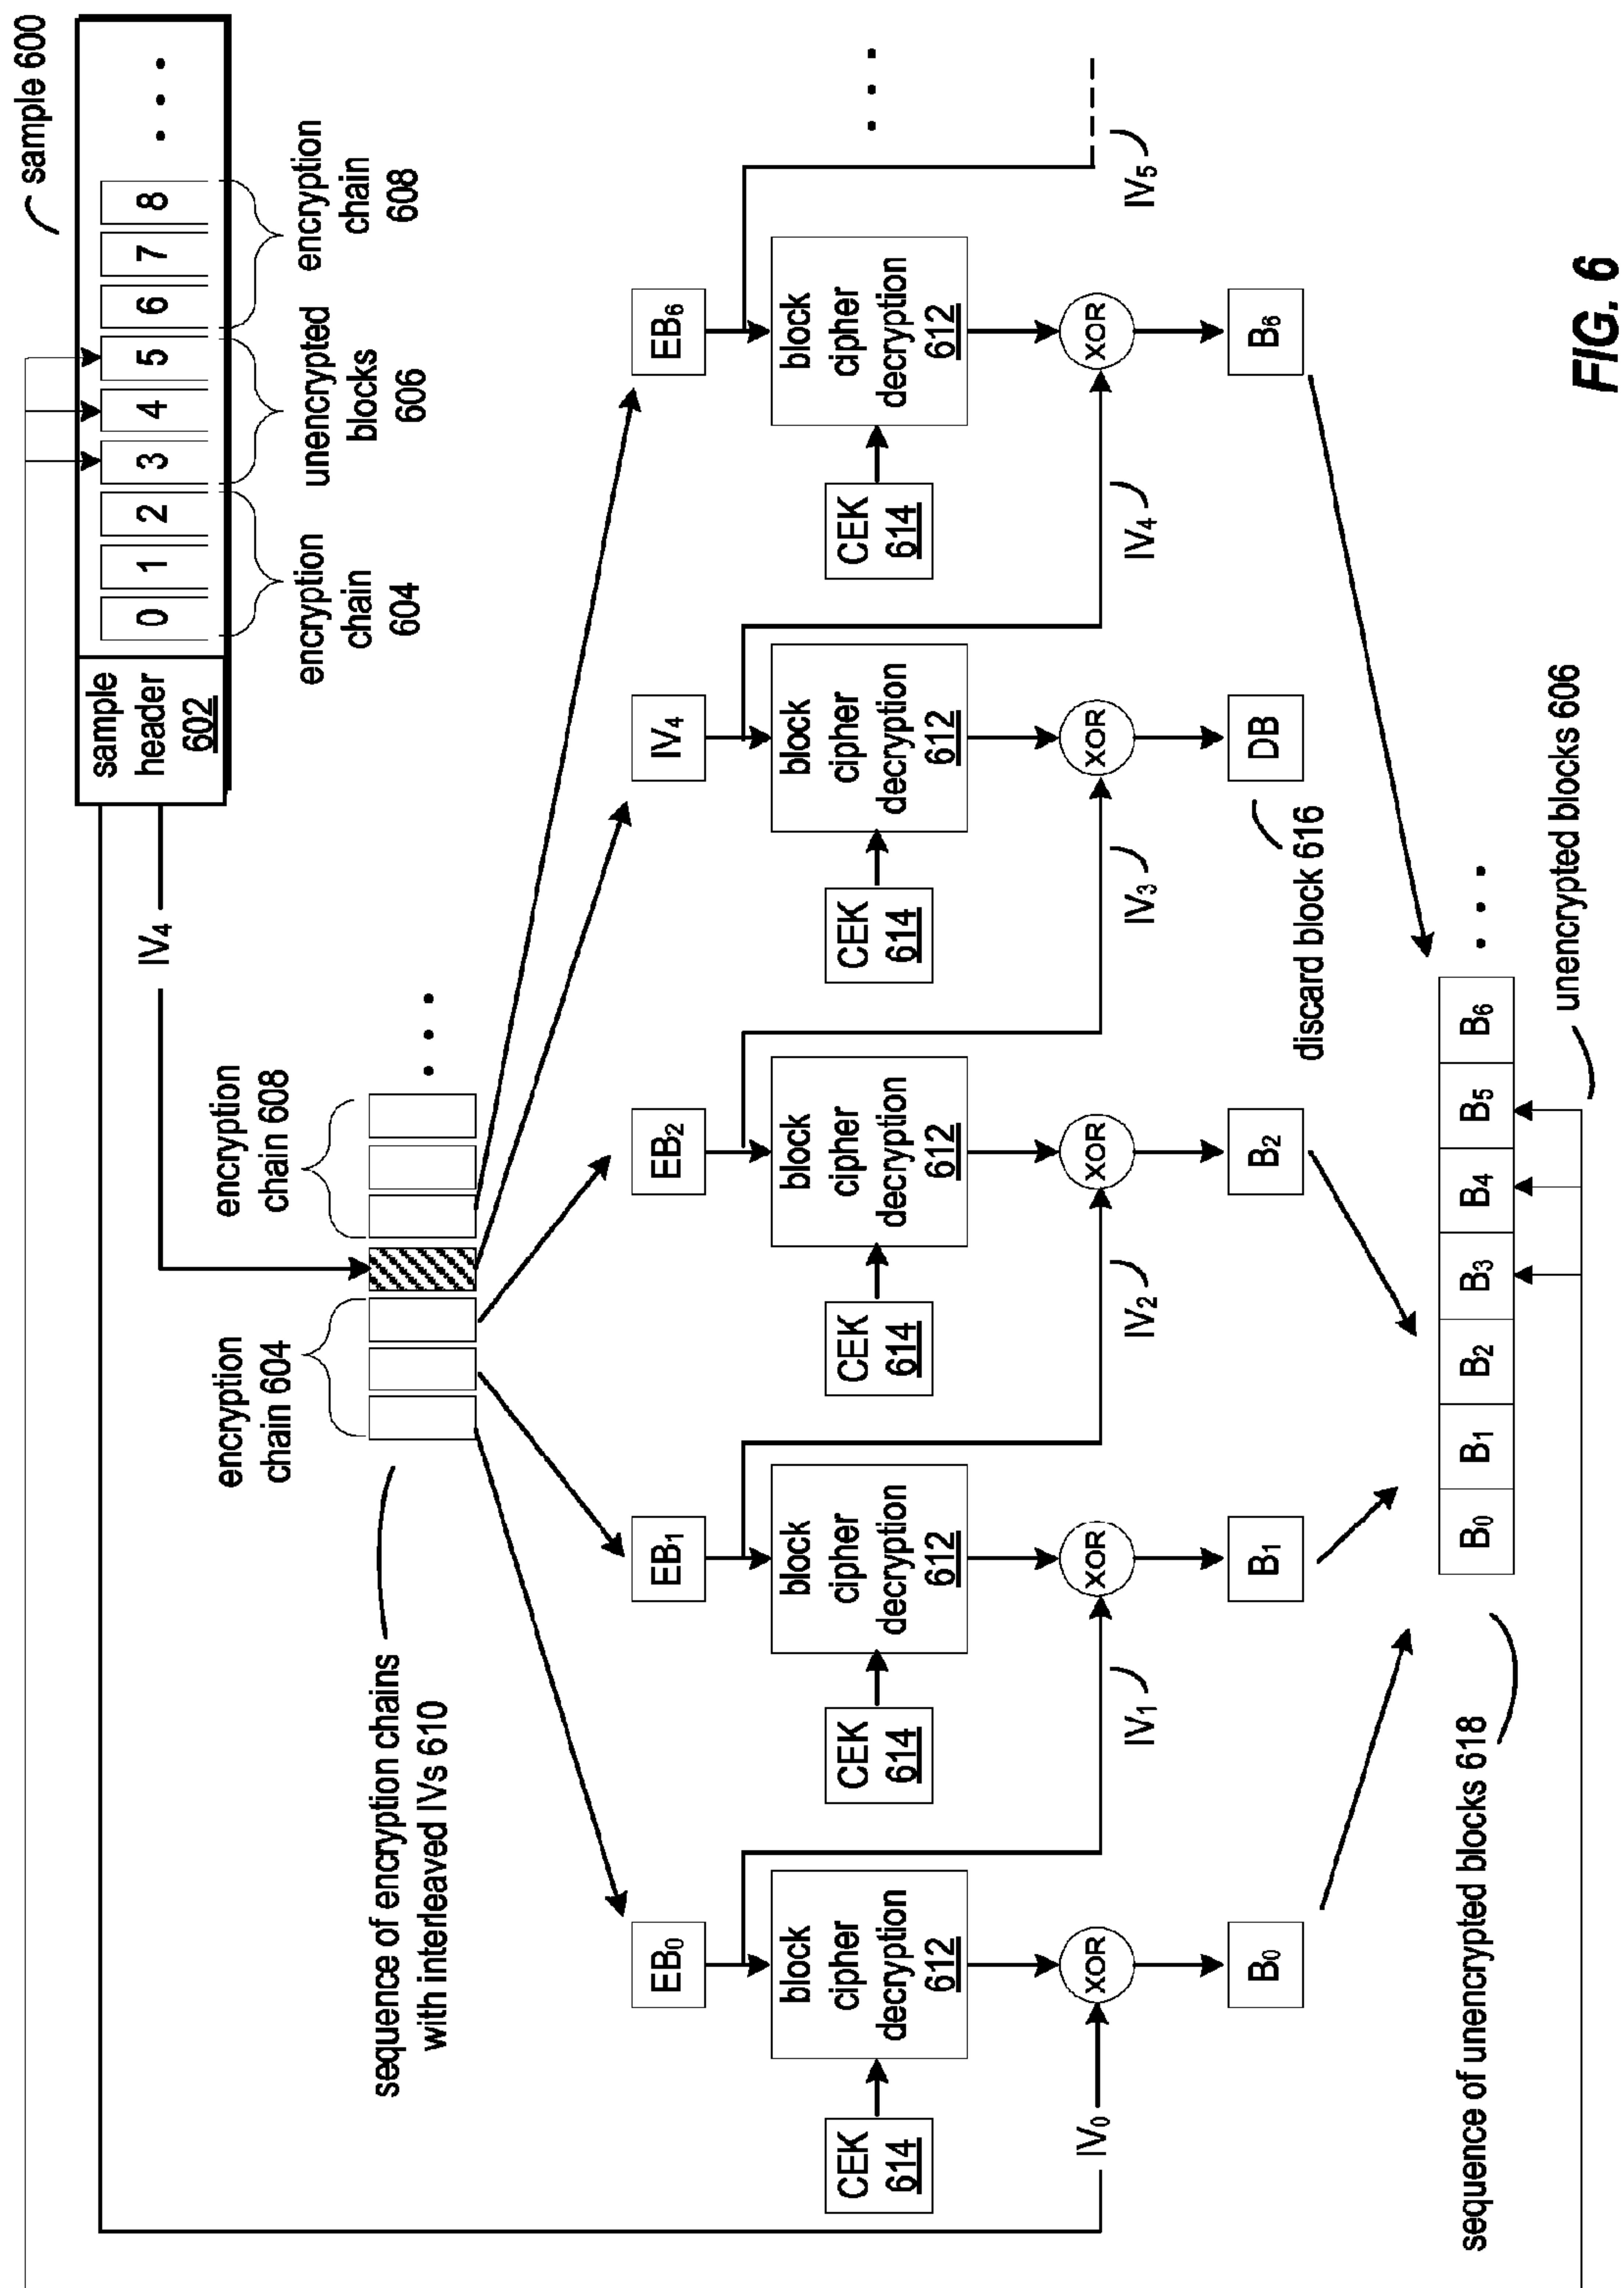 sample 600
sample
header
602
0 1 2 3 4 5 6 7 8 • • •
encryption
chain
604
unencrypted
blocks
606
encryption
chain
608
IV4
encryption
chain 604
encryption
chain 608
• • •
sequence of encryption chains
with interleaved IVs 610
EB0 EB1 EB2 IV4 EB6
CEK
614
block
cipher
decryption
612
CEK
614
block
cipher
decryption
612
CEK
614
block
cipher
decryption
612
CEK
614
block
cipher
decryption
612
CEK
614
block
cipher
decryption
612
• • •
IV0 XOR XOR XOR XOR XOR
IV1 IV2 IV3 IV4 IV5
B0 B1 B2 DB B6
discard block 616
B0 B1 B2 B3 B4 B5 B6 • • •
sequence of unencrypted blocks 618
unencrypted blocks 606
FIG. 6